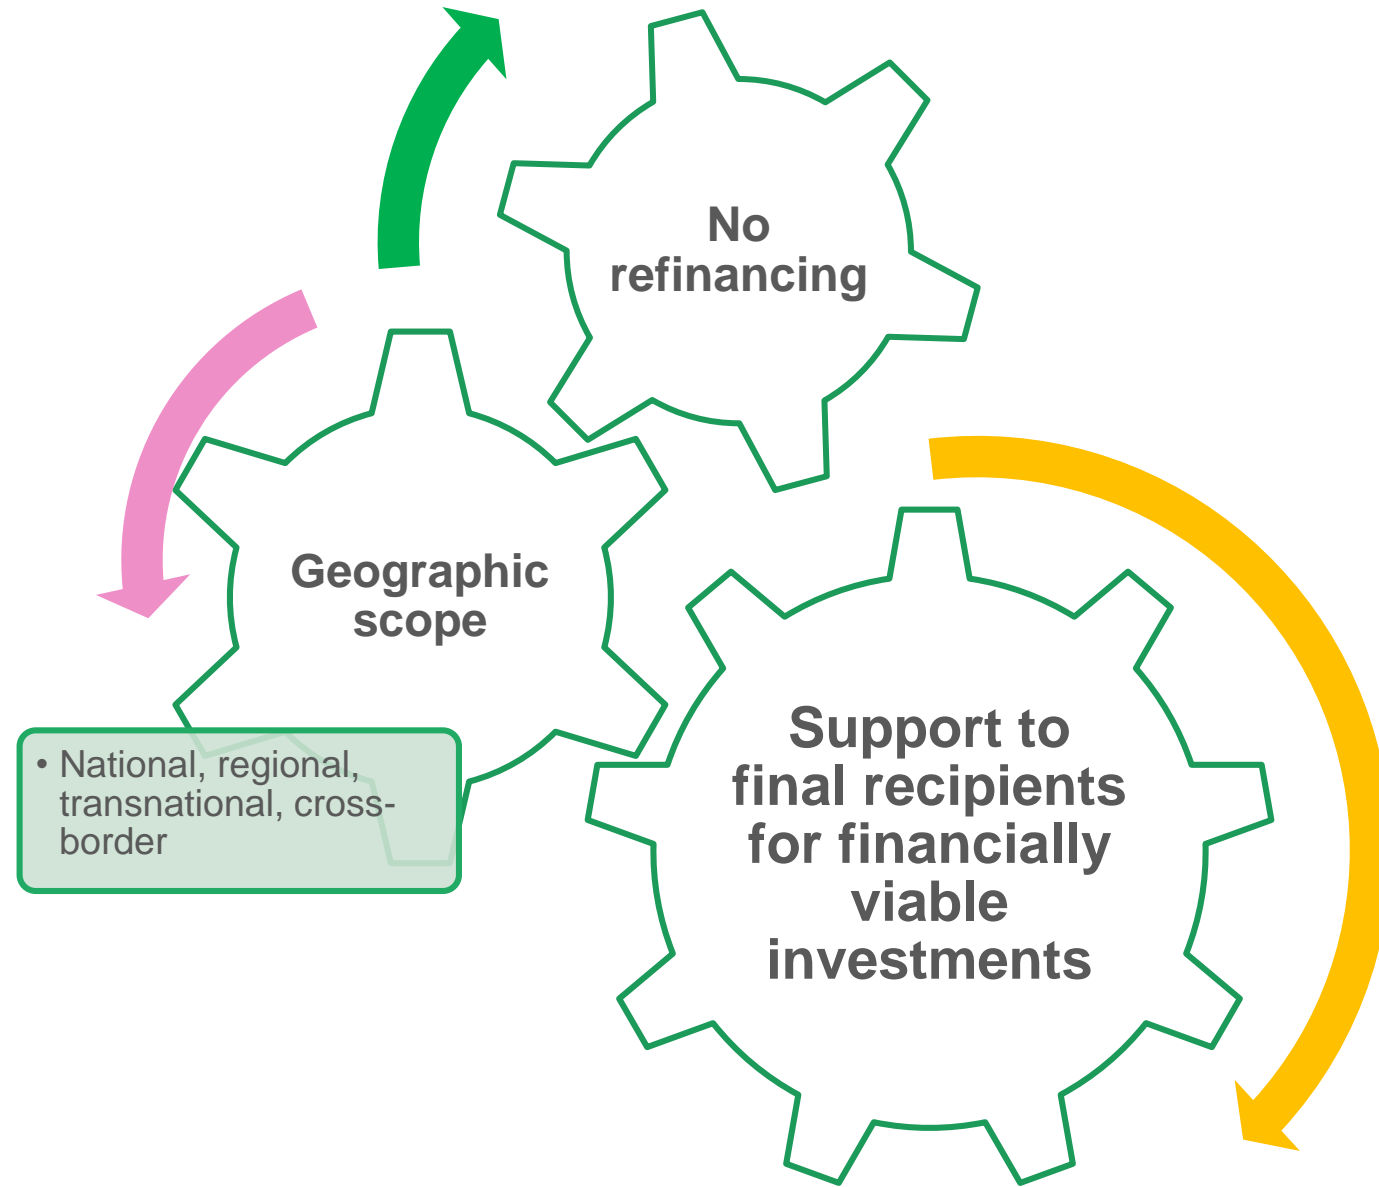 No
refinancing
Geographic
scope
• National, regional,
transnational, cross-
border
Support to
final recipients
for financially
viable
investments